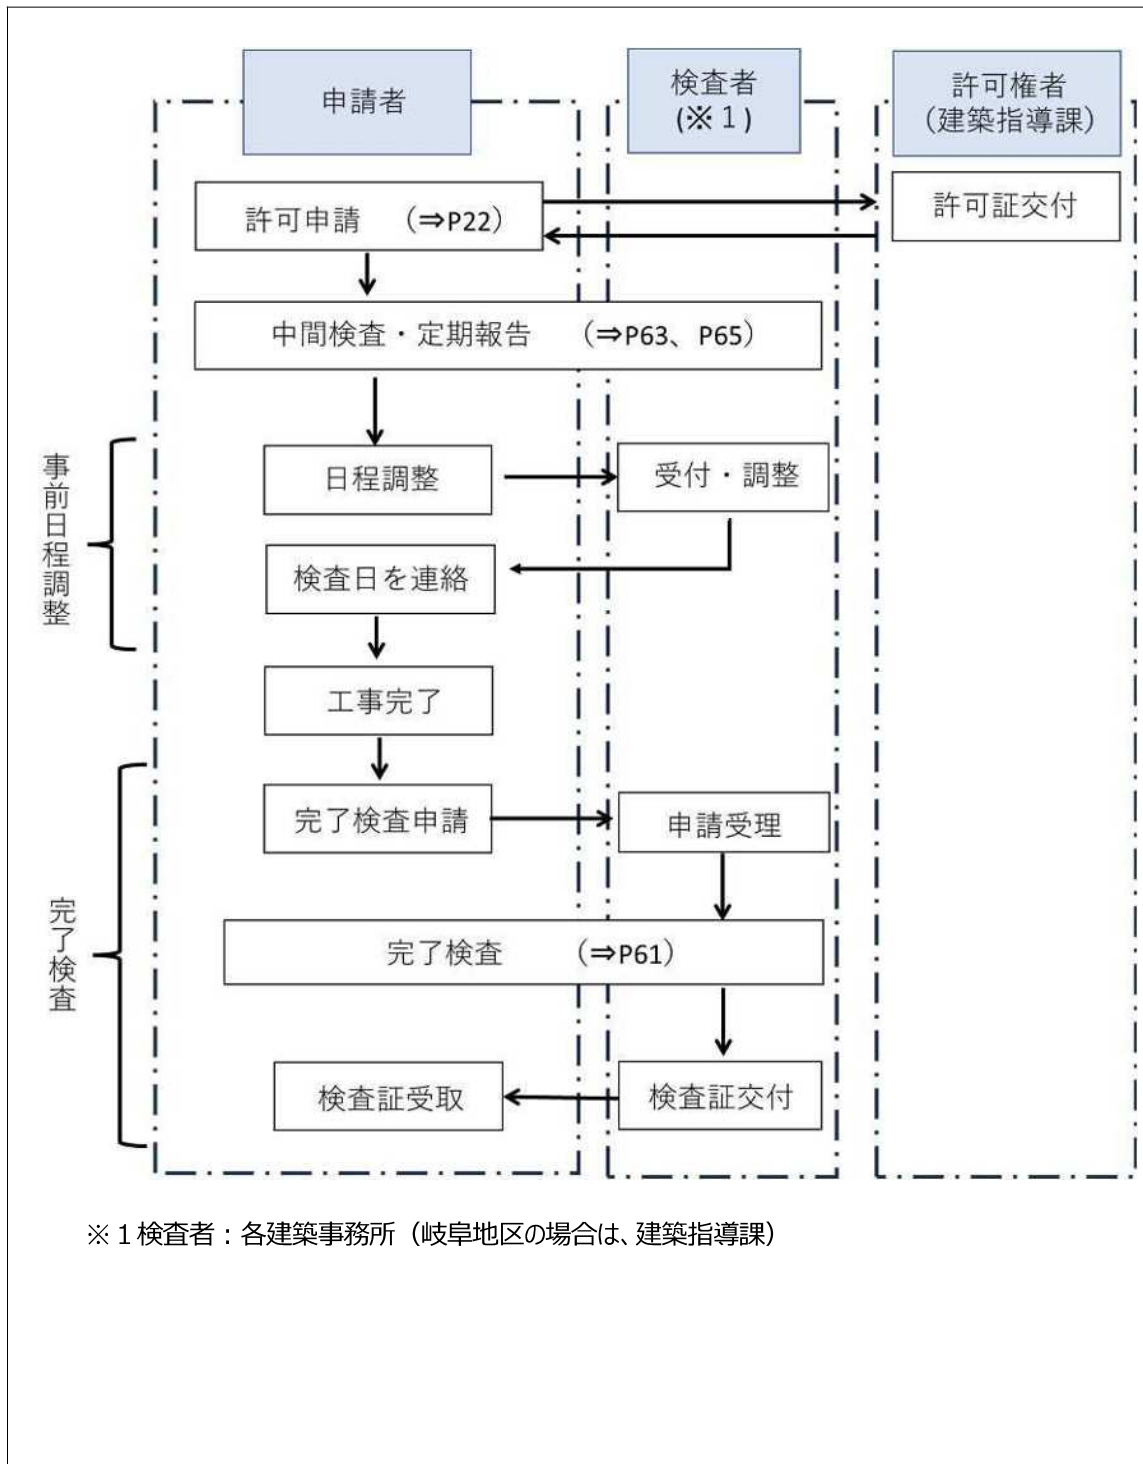 申請者
検査者
(※１)
許可権者
（建築指導課）
許可申請　（⇒P22）
許可証交付
中間検査・定期報告　（⇒P63、P65）
事前日程調整
日程調整
受付・調整
検査日を連絡
工事完了
完了検査
完了検査申請
申請受理
完了検査　（⇒P61）
検査証受取
検査証交付
※１検査者：各建築事務所（岐阜地区の場合は、建築指導課）